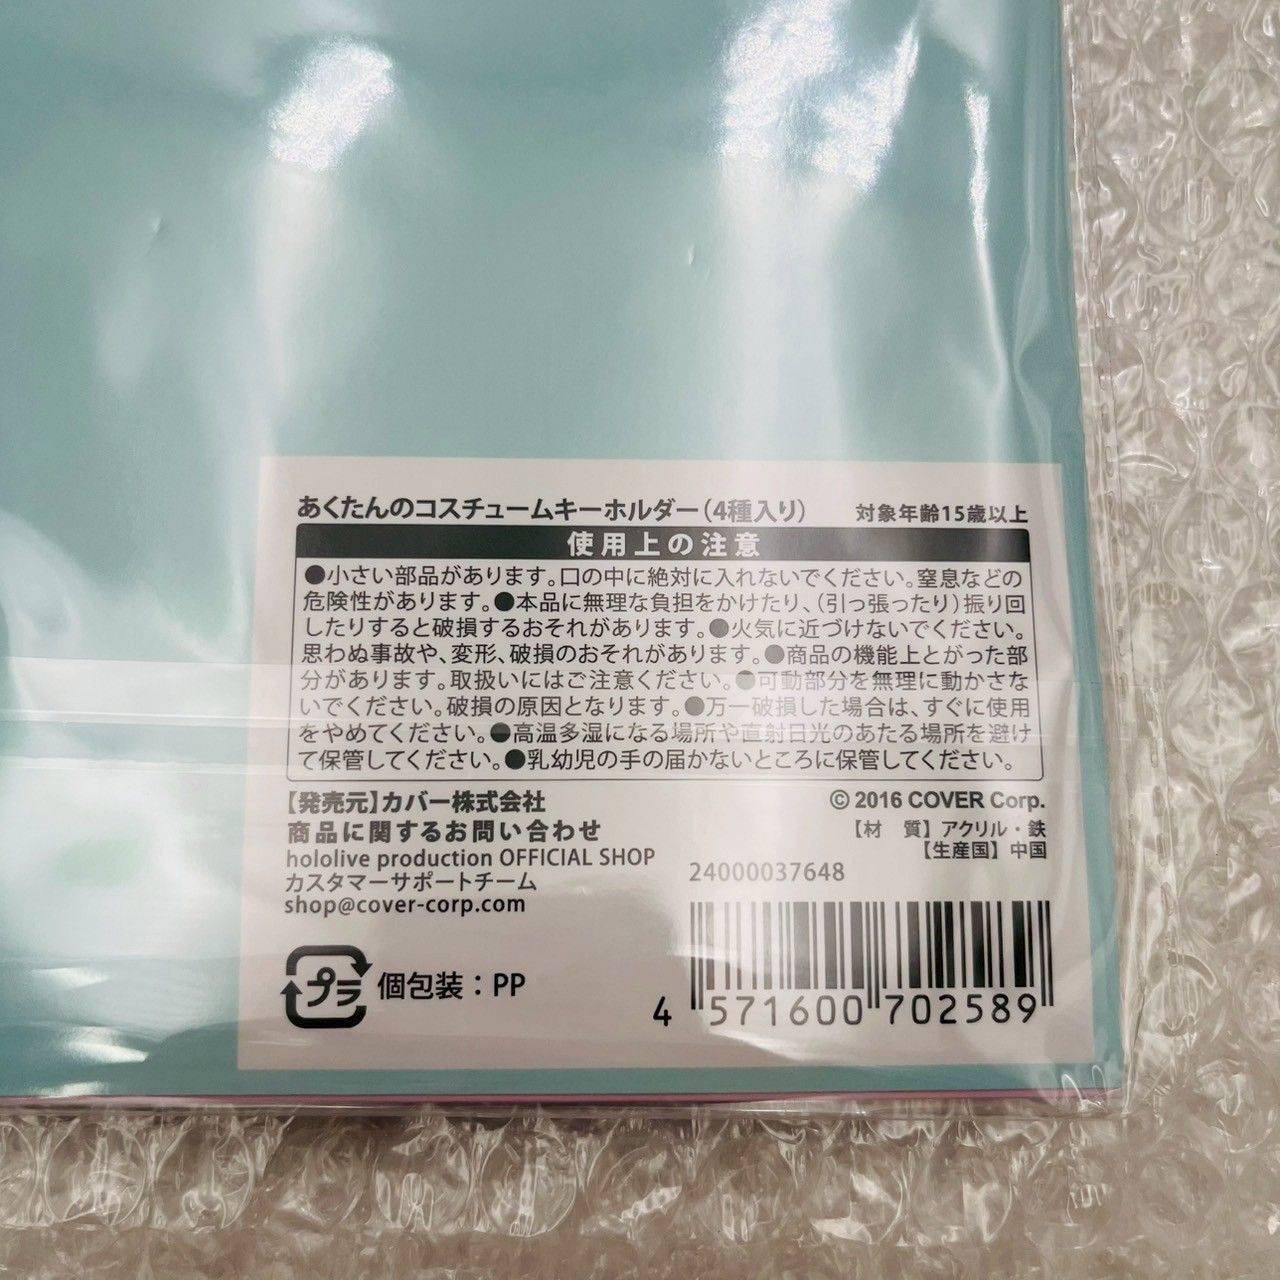 あくたんのコスチュームキーホルダー(4種入り) 対象年齢15歳以上
使用上の注意
●小さい部品があります。口の中に絶対に入れないでください。窒息などの
危険性があります。●本品に無理な負担をかけたり、(引っ張ったり)振り回
したりすると破損するおそれがあります。●火気に近づけないでください。
思わぬ事故や、変形、破損のおそれがあります。●商品の機能上とがった部
分があります。取扱いにはご注意ください。●可動部分を無理に動かさな
いでください。破損の原因となります。●万一破損した場合は、すぐに使用
をやめてください。●高温多湿になる場所や直射日光のあたる場所を避け
て保管してください。●乳幼児の手の届かないところに保管してください。
【発売元】カバー株式会社
商品に関するお問い合わせ
hololive production OFFICIAL SHOP
カスタマーサポートチーム
shop@cover-corp.com
© 2016 COVER Corp.
【材　質】アクリル・鉄
【生産国】中国
24000037648
プラ 個包装：PP
4 571600 702589